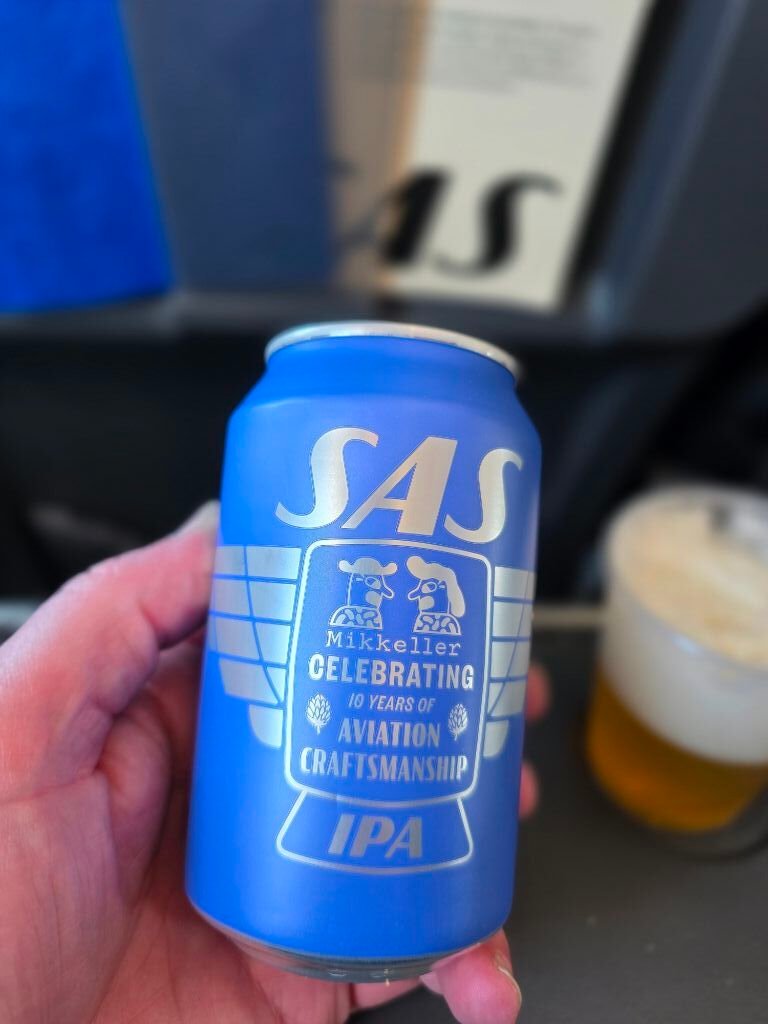 SAS
SAS
Mikkeller
CELEBRATING
10 YEARS OF
AVIATION
CRAFTSMANSHIP
IPA